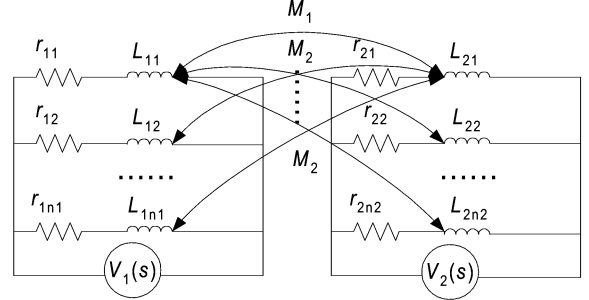 M₁
r₁₁ L₁₁ M₂ r₂₁ L₂₁
r₁₂ L₁₂ r₂₂ L₂₂
......
......
M₂
r₁ₙ₁ L₁ₙ₁ r₂ₙ₂ L₂ₙ₂
V₁(s) V₂(s)